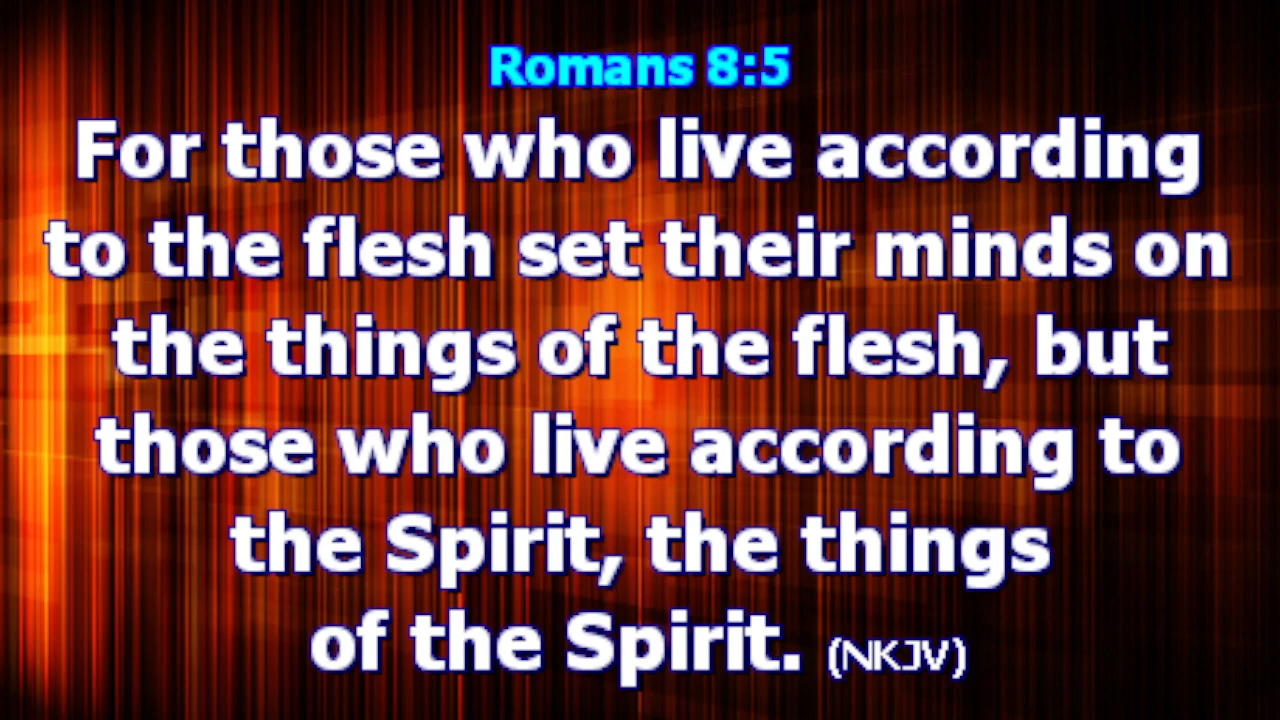 Romans 8:5
For those who live according
to the flesh set their minds on
the things of the flesh, but
those who live according to
the Spirit, the things
of the Spirit. (NKJV)